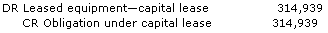 DR Leased equipment—capital lease 314,939
CR Obligation under capital lease 314,939